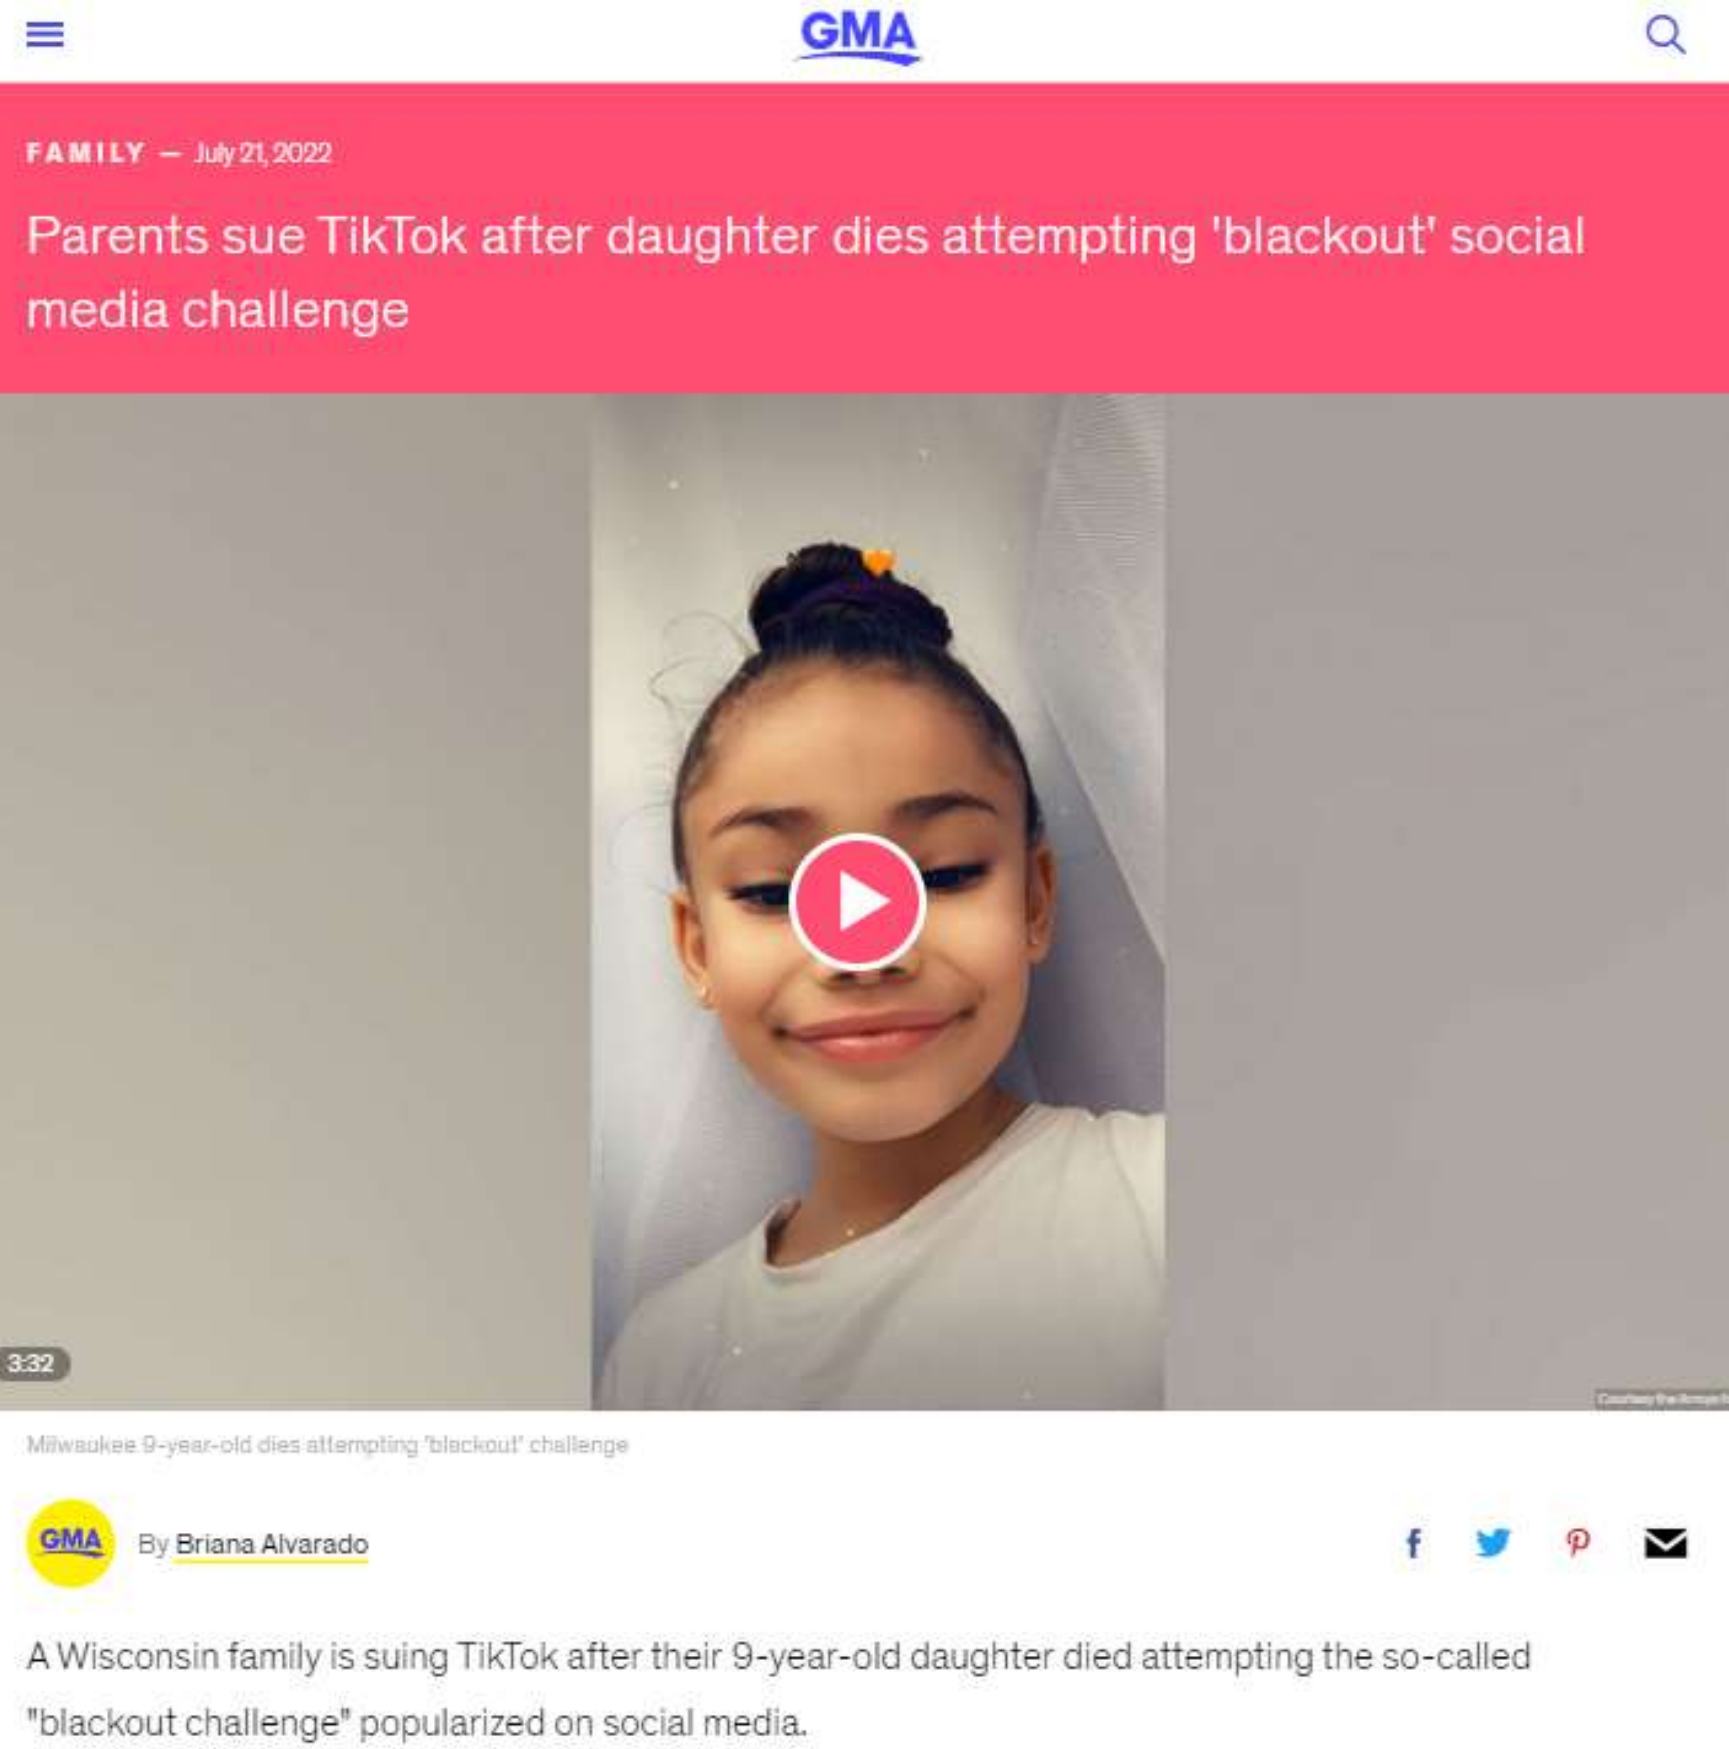 GMA
FAMILY — July 21, 2022
Parents sue TikTok after daughter dies attempting 'blackout' social
media challenge
3:32
Courtesy the
Milwaukee 9-year-old dies attempting "blackout" challenge
GMA
By Briana Alvarado
A Wisconsin family is suing TikTok after their 9-year-old daughter died attempting the so-called
"blackout challenge" popularized on social media.